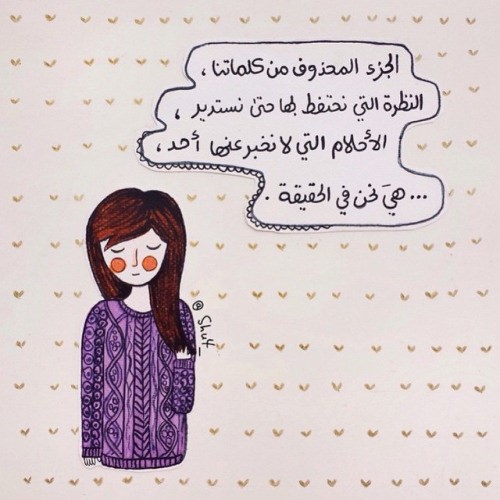 الجزء المحذوف من كلماتنا ،
النظرة التي نحتفظ بها حتى نستدير ،
الأحلام التي لا نخبر عنها أحد ،
... هيَ نحن في الحقيقة .
@Shu4_